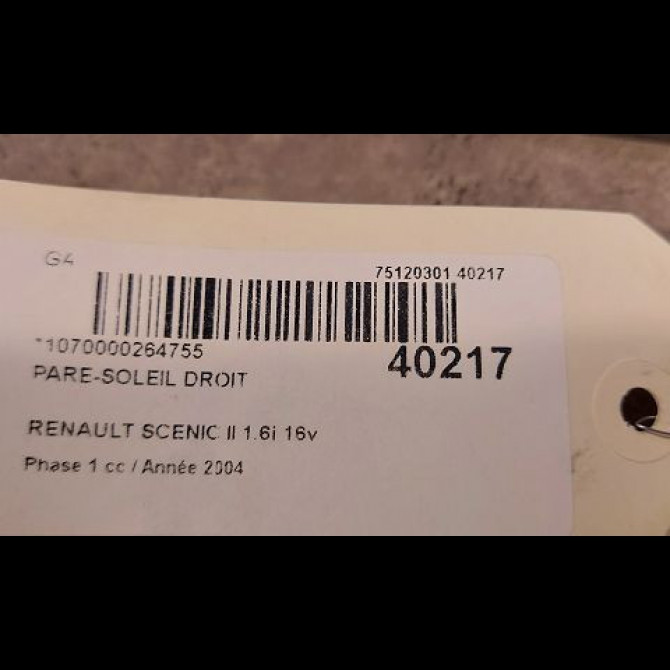 G4
75120301 40217
*1070000264755
40217
PARE-SOLEIL DROIT
RENAULT SCENIC II 1.6i 16v
Phase 1 cc / Année 2004